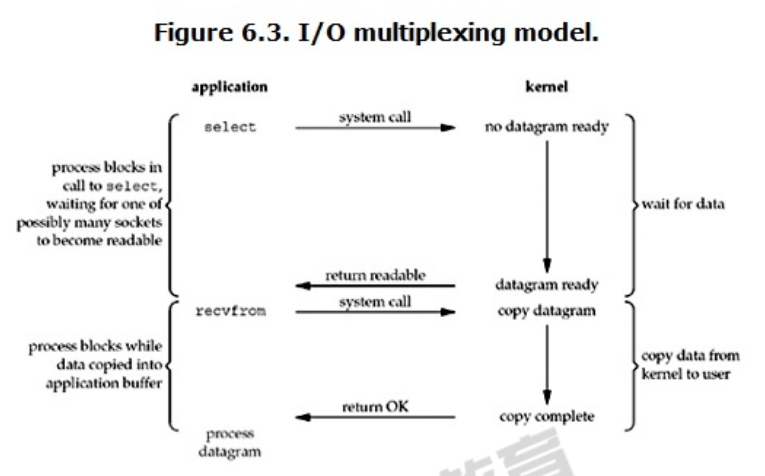 Figure 6.3. I/O multiplexing model.
application
kernel
select
system call
no datagram ready
process blocks in
call to select,
waiting for one of
possibly many sockets
to become readable
wait for data
return readable
datagram ready
recvfrom
system call
copy datagram
process blocks while
data copied into
application buffer
copy data from
kernel to user
return OK
copy complete
process
datagram
教育